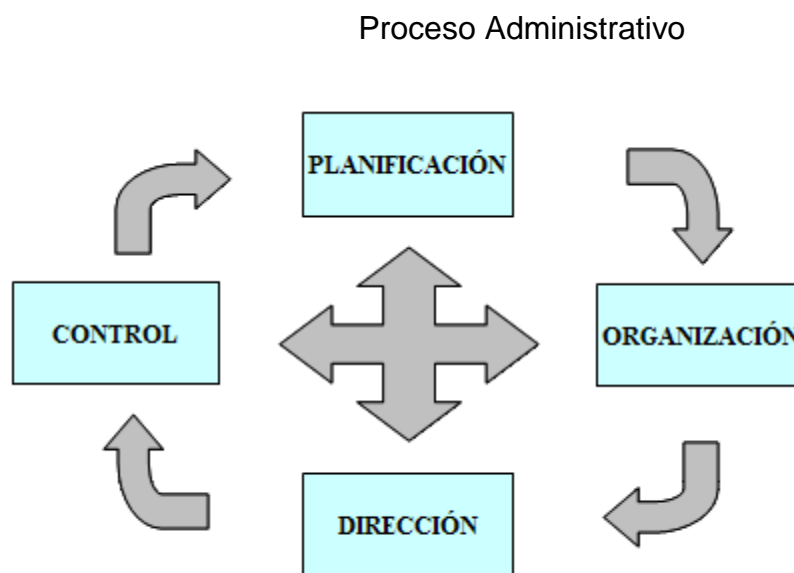 Proceso Administrativo
PLANIFICACIÓN
CONTROL
ORGANIZACIÓN
DIRECCIÓN